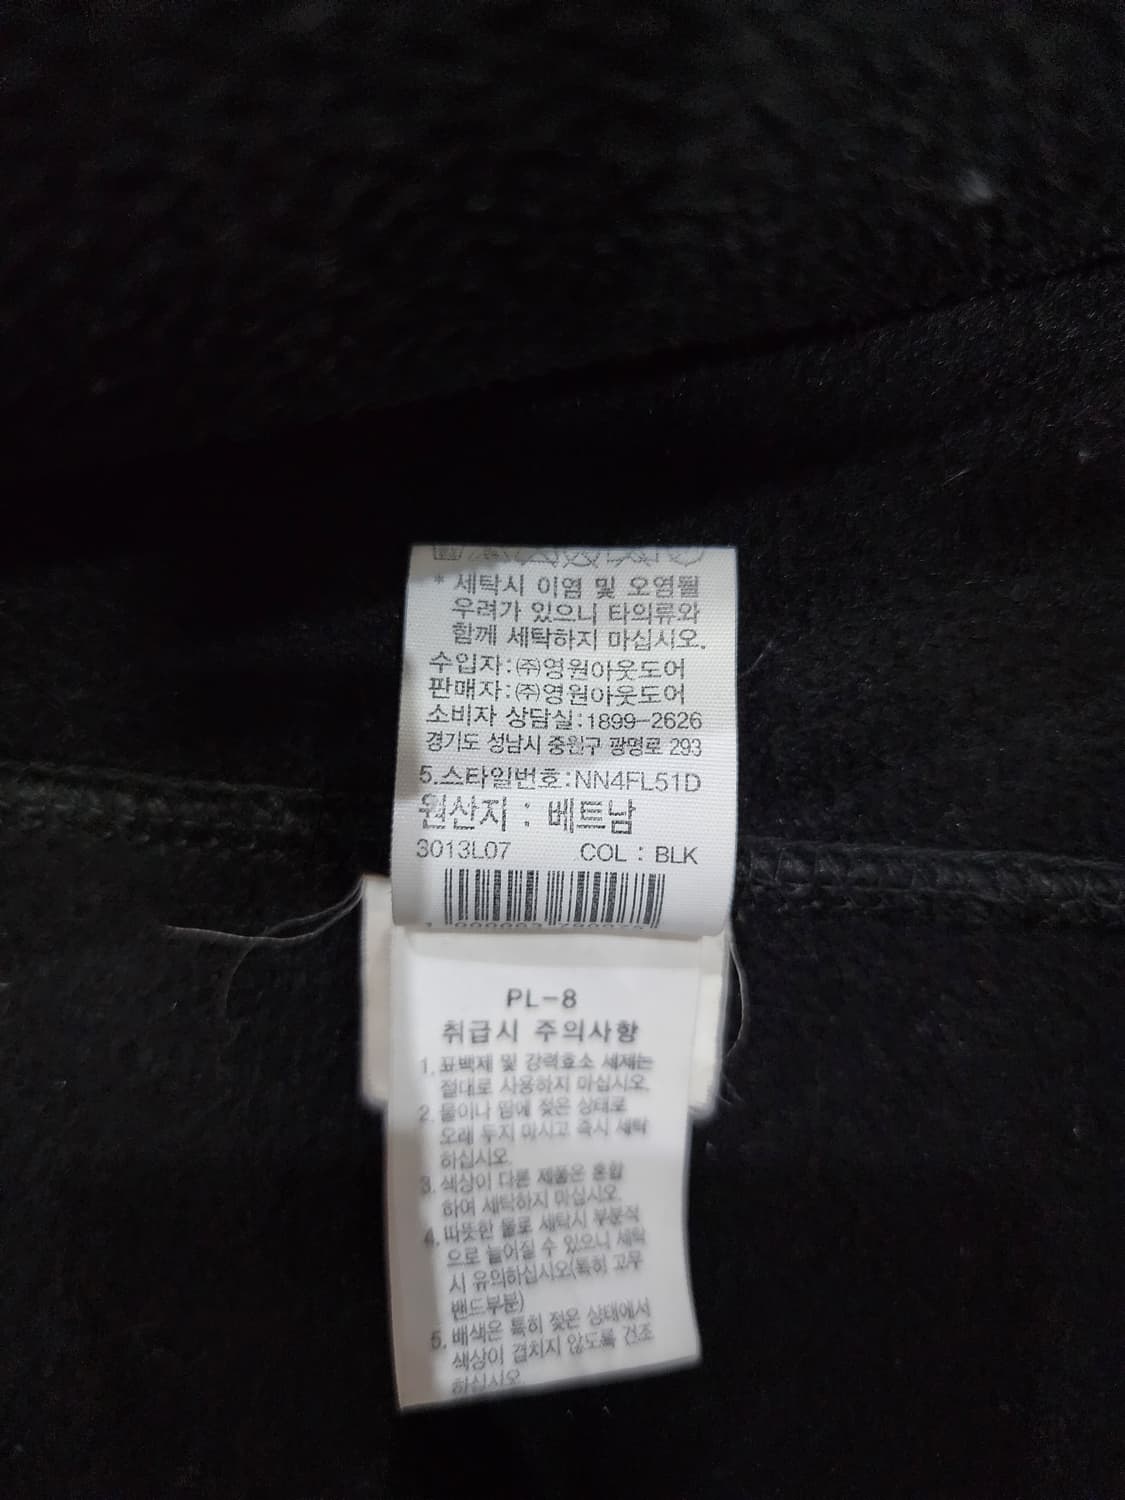 * 세탁시 이염 및 오염될
우려가 있으니 타의류와
함께 세탁하지 마십시오.
수입자:㈜영원아웃도어
판매자:㈜영원아웃도어
소비자 상담실:1899-2626
경기도 성남시 중원구 광명로 293
5.스타일번호:NN4FL51D
원산지 : 베트남
3013L07 COL : BLK
PL-8
취급시 주의사항
1. 표백제 및 강력효소 세제는
절대로 사용하지 마십시오.
2. 물이나 땀에 젖은 상태로
오래 두지 마시고 즉시 세탁
하십시오.
3. 색상이 다른 제품은 혼합
하여 세탁하지 마십시오.
4. 따뜻한 물로 세탁시 부분적
으로 늘어질 수 있으니 세탁
시 유의하십시오(특히 고무
밴드부분)
5. 배색은 특히 젖은 상태에서
색상이 겹치지 않도록 건조
하십시오.